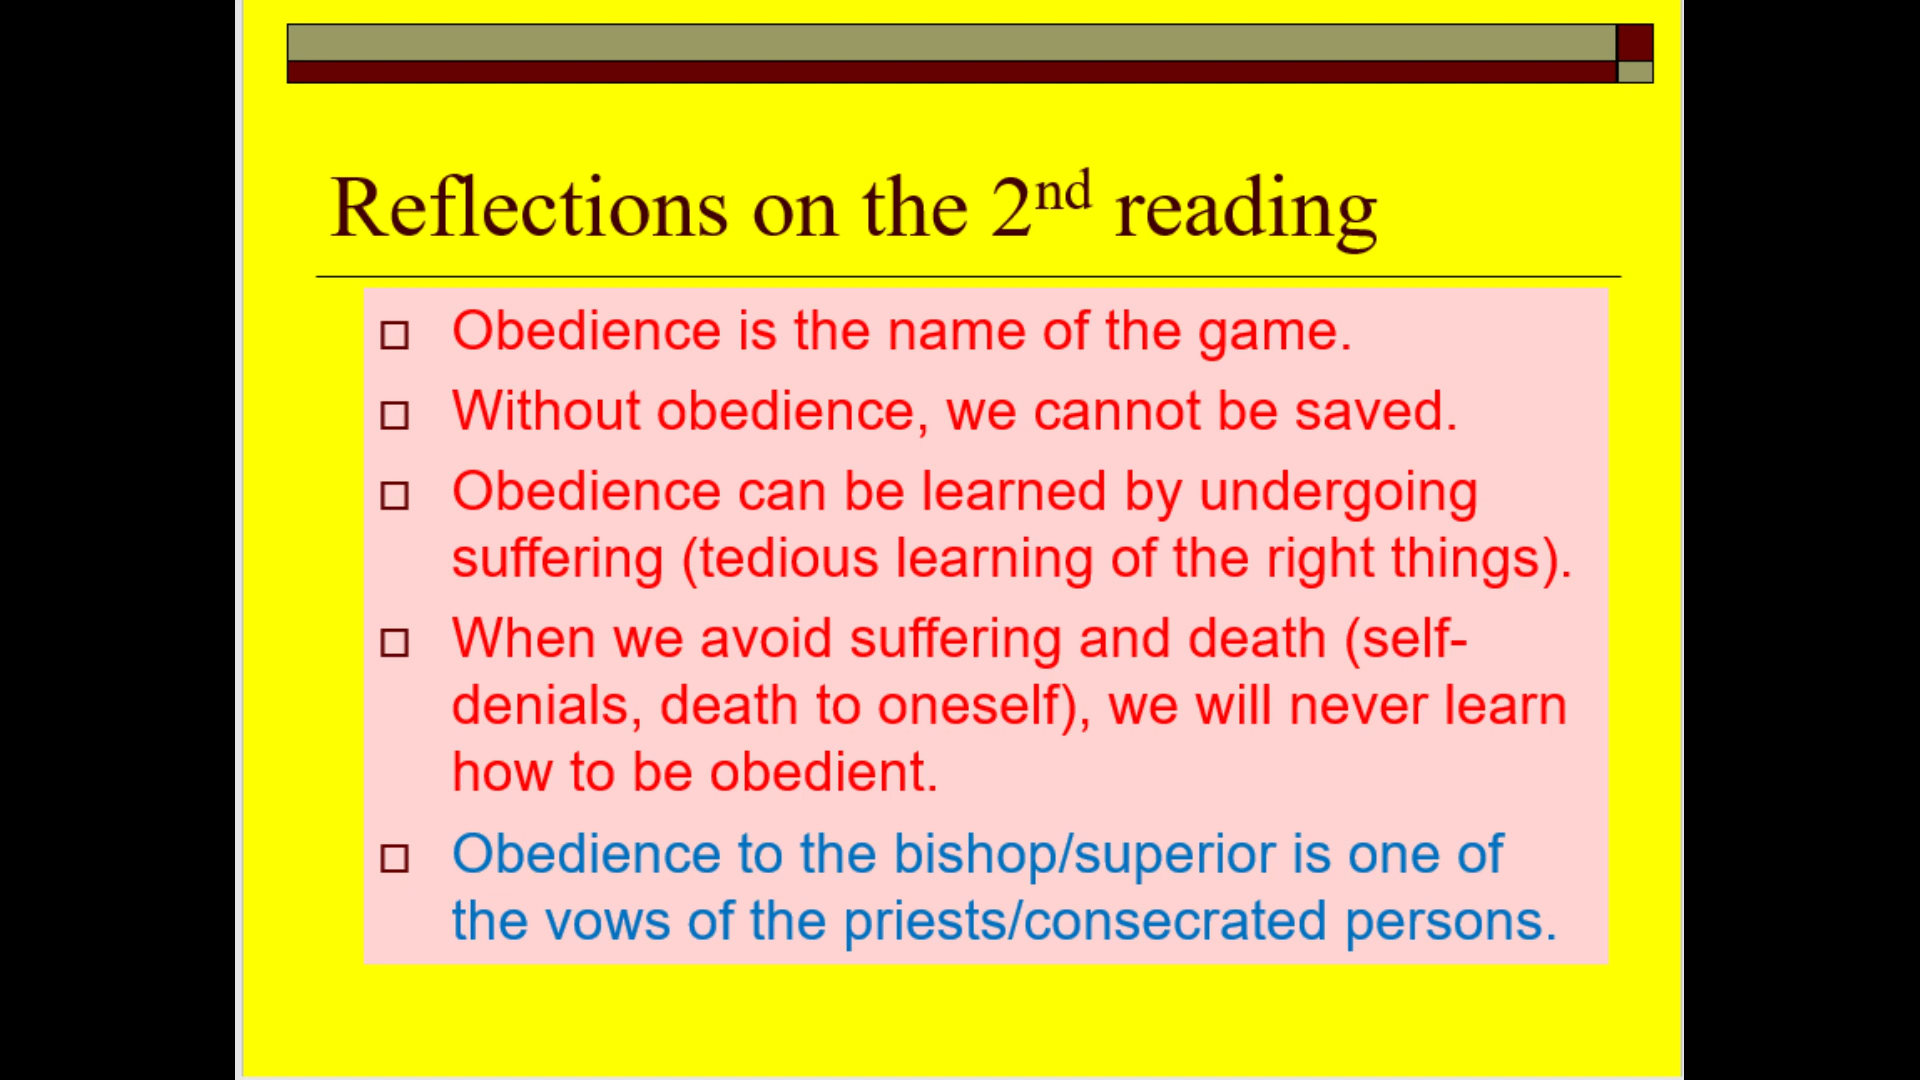 Reflections on the 2nd reading
Obedience is the name of the game.
Without obedience, we cannot be saved.
Obedience can be learned by undergoing
suffering (tedious learning of the right things).
When we avoid suffering and death (self-
denials, death to oneself), we will never learn
how to be obedient.
Obedience to the bishop/superior is one of
the vows of the priests/consecrated persons.